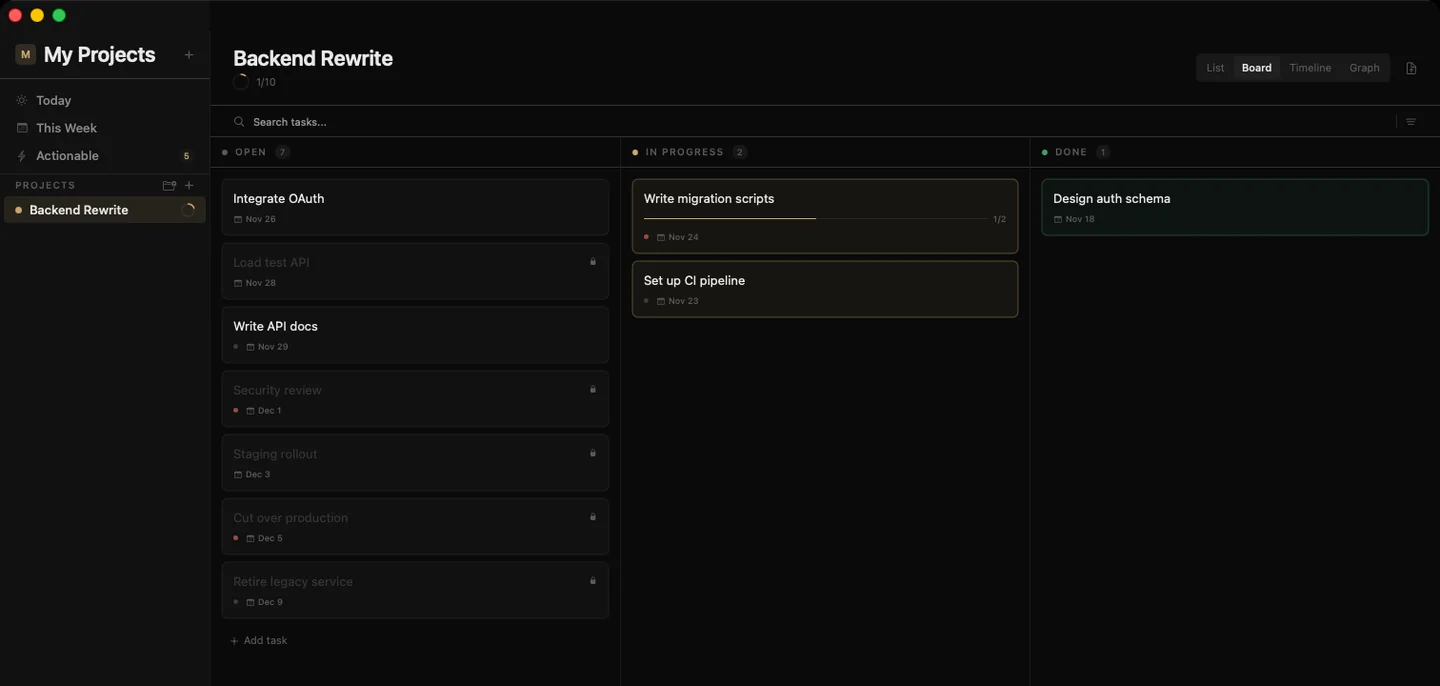 M My Projects
Today
This Week
Actionable 5
PROJECTS
Backend Rewrite
Backend Rewrite
1/10
List Board Timeline Graph
Search tasks...
OPEN 7
Integrate OAuth
Nov 26
Load test API
Nov 28
Write API docs
Nov 29
Security review
Dec 1
Staging rollout
Dec 3
Cut over production
Dec 5
Retire legacy service
Dec 9
+ Add task
IN PROGRESS 2
Write migration scripts
1/2
Nov 24
Set up CI pipeline
Nov 23
DONE 1
Design auth schema
Nov 18